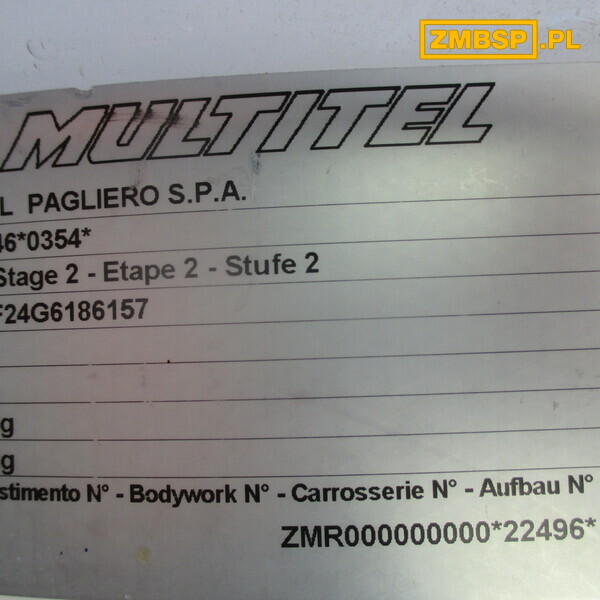 ZMBSP.PL
MULTITEL
L PAGLIERO S.P.A.
46*0354*
Stage 2 - Etape 2 - Stufe 2
F24G6186157
g
g
stimento N° - Bodywork N° - Carrosserie N° - Aufbau N°
ZMR000000000*22496*